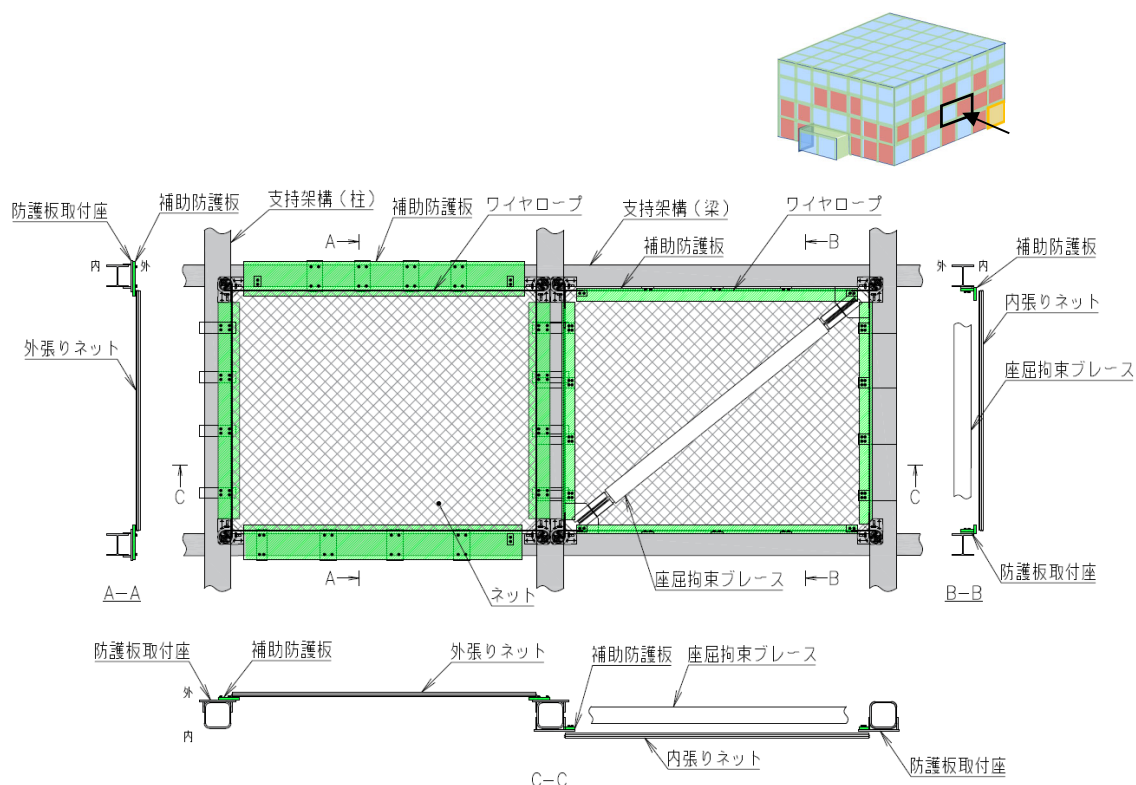 防護板取付座
補助防護板
支持架構（柱）
補助防護板
ワイヤロープ
支持架構（梁）
ワイヤロープ
補助防護板
補助防護板
A
B
内
外
外
内
内張りネット
外張りネット
座屈拘束ブレース
C
C
A
B
ネット
座屈拘束ブレース
防護板取付座
A-A
B-B
防護板取付座
補助防護板
外張りネット
補助防護板
座屈拘束ブレース
外
内
内張りネット
防護板取付座
C-C